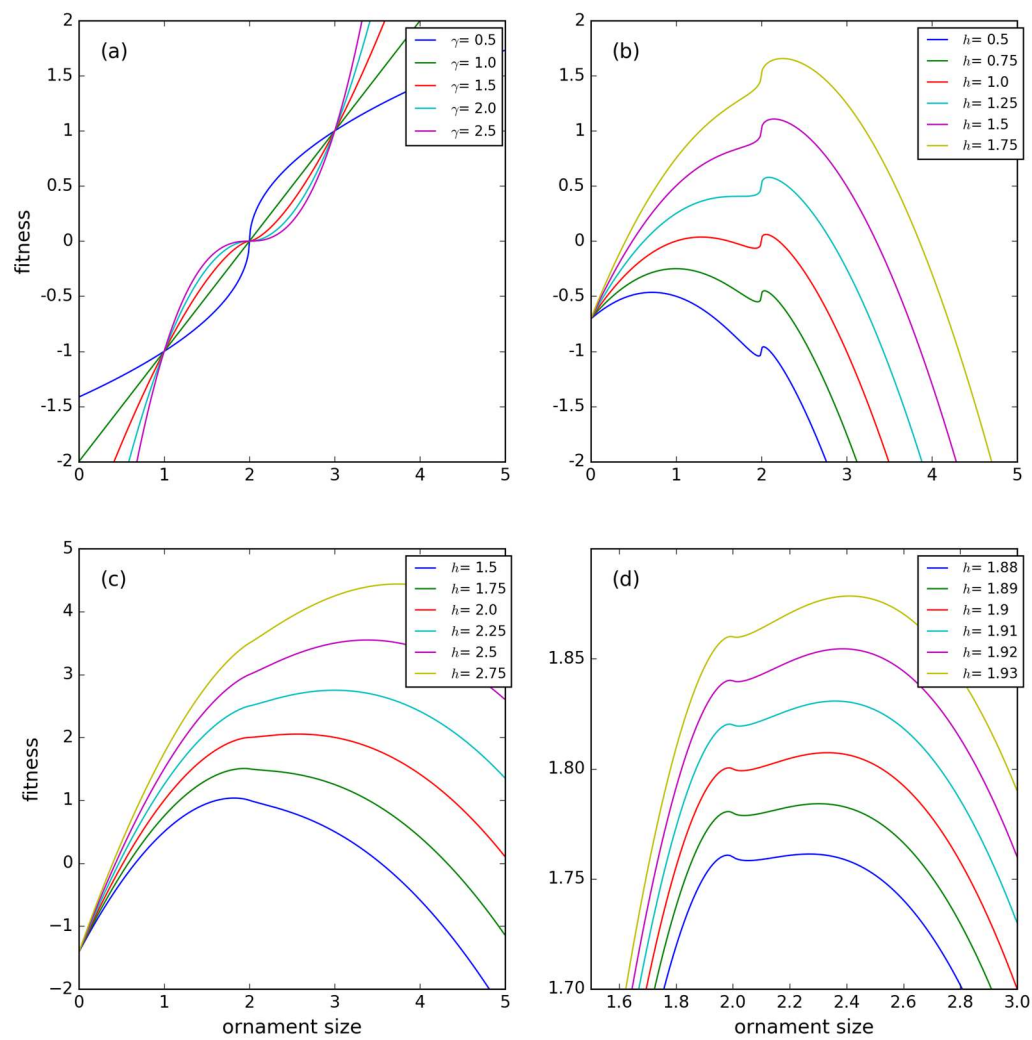 (a)
2
1.5
1
0.5
0
-0.5
-1
-1.5
-2
0
1
2
3
4
5
fitness
γ= 0.5
γ= 1.0
γ= 1.5
γ= 2.0
γ= 2.5
(b)
2
1.5
1
0.5
0
-0.5
-1
-1.5
-2
0
1
2
3
4
5
h= 0.5
h= 0.75
h= 1.0
h= 1.25
h= 1.5
h= 1.75
(c)
5
4
3
2
1
0
−1
−2
0
1
2
3
4
5
fitness
ornament size
h= 1.5
h= 1.75
h= 2.0
h= 2.25
h= 2.5
h= 2.75
(d)
1.85
1.80
1.75
1.70
1.6
1.8
2.0
2.2
2.4
2.6
2.8
3.0
ornament size
h= 1.88
h= 1.89
h= 1.9
h= 1.91
h= 1.92
h= 1.93